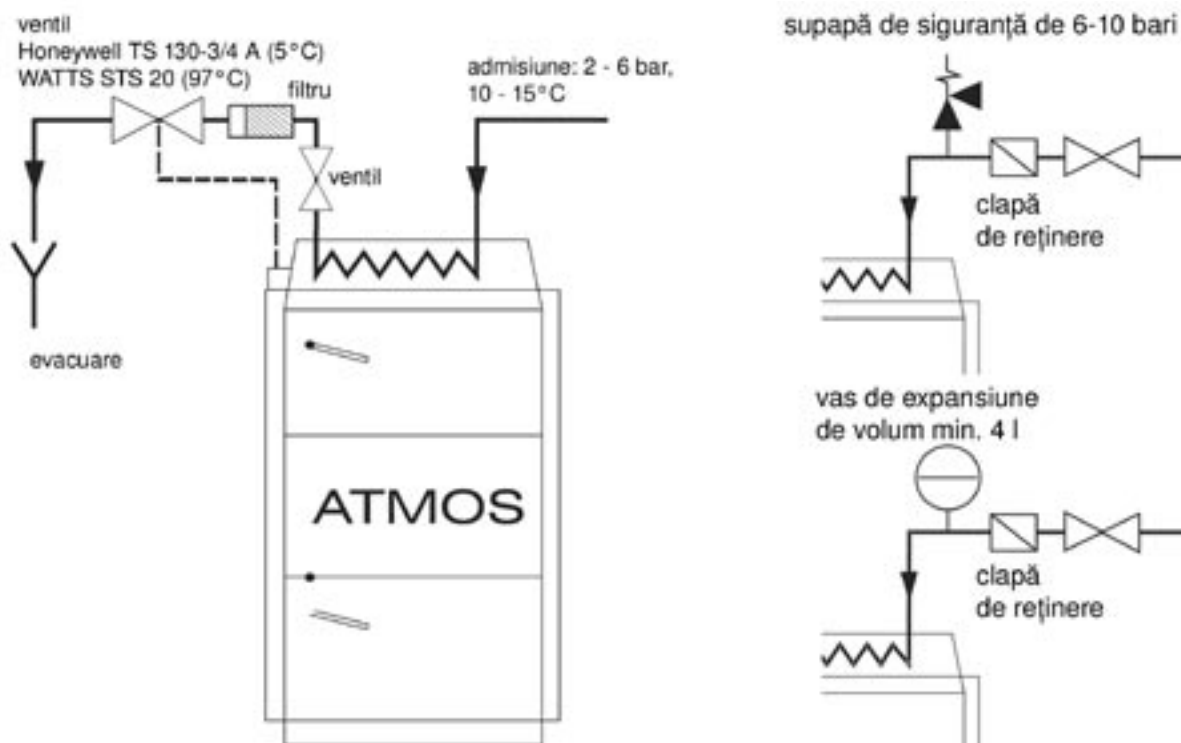 ventil
Honeywell TS 130-3/4 A (5°C)
WATTS STS 20 (97°C)
filtru
admisiune: 2 - 6 bar,
10 - 15°C
ventil
evacuare
ATMOS
supapă de siguranță de 6-10 bari
clapă
de reținere
vas de expansiune
de volum min. 4 l
clapă
de reținere